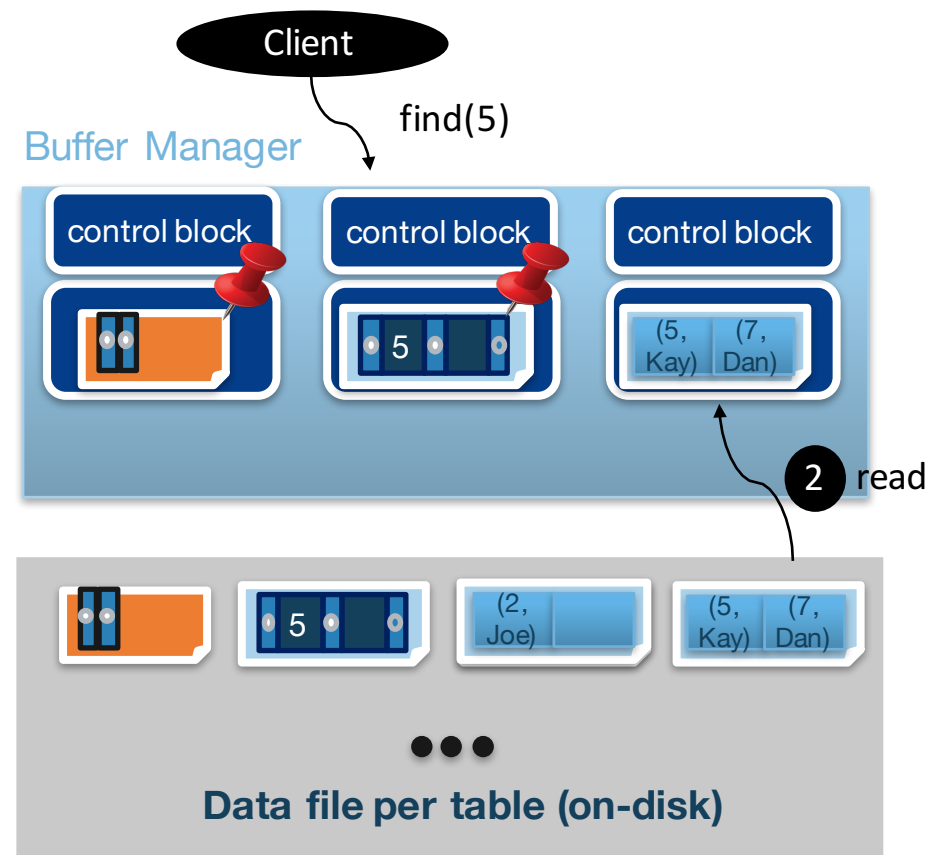 Client
find(5)
Buffer Manager
control block
control block
control block
5
(5,
Kay)
(7,
Dan)
2 read
5
(2,
Joe)
(5,
Kay)
(7,
Dan)
Data file per table (on-disk)